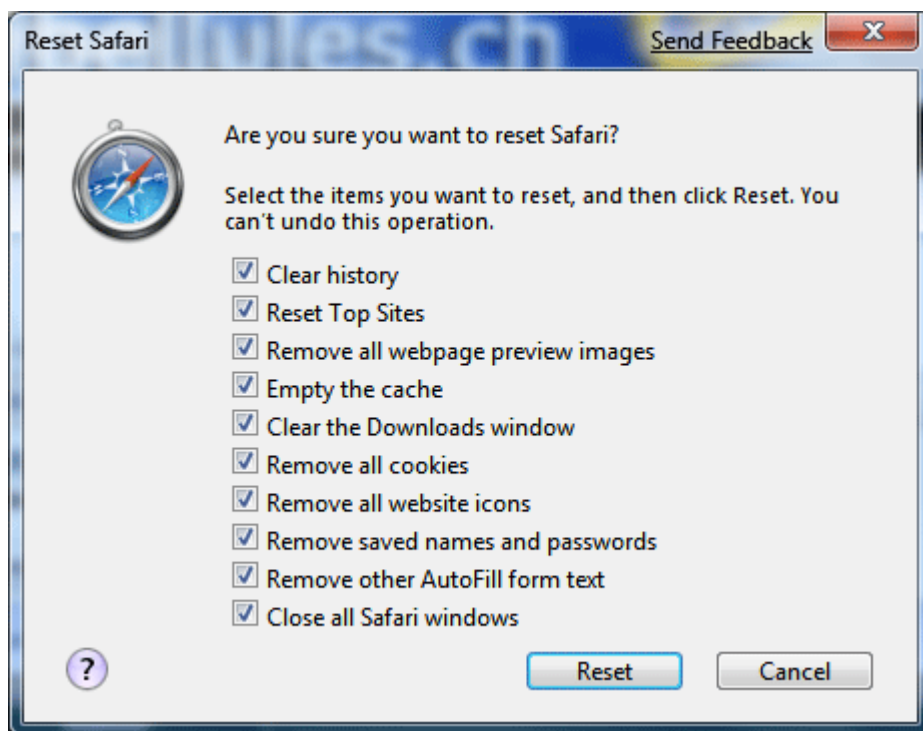 Reset Safari
Send Feedback
Are you sure you want to reset Safari?
Select the items you want to reset, and then click Reset. You
can't undo this operation.
Clear history
Reset Top Sites
Remove all webpage preview images
Empty the cache
Clear the Downloads window
Remove all cookies
Remove all website icons
Remove saved names and passwords
Remove other AutoFill form text
Close all Safari windows
?
Reset
Cancel